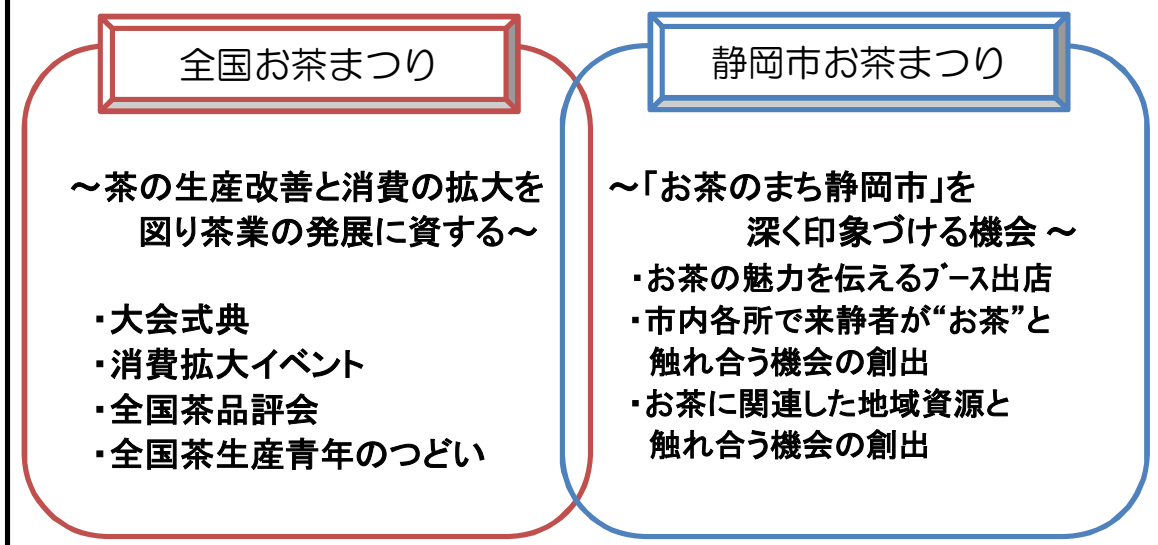 全国お茶まつり
～茶の生産改善と消費の拡大を
図り茶業の発展に資する～
・大会式典
・消費拡大イベント
・全国茶品評会
・全国茶生産青年のつどい
静岡市お茶まつり
～「お茶のまち静岡市」を
深く印象づける機会 ～
・お茶の魅力を伝えるﾌﾞｰｽ出店
・市内各所で来静者が“お茶”と
触れ合う機会の創出
・お茶に関連した地域資源と
触れ合う機会の創出